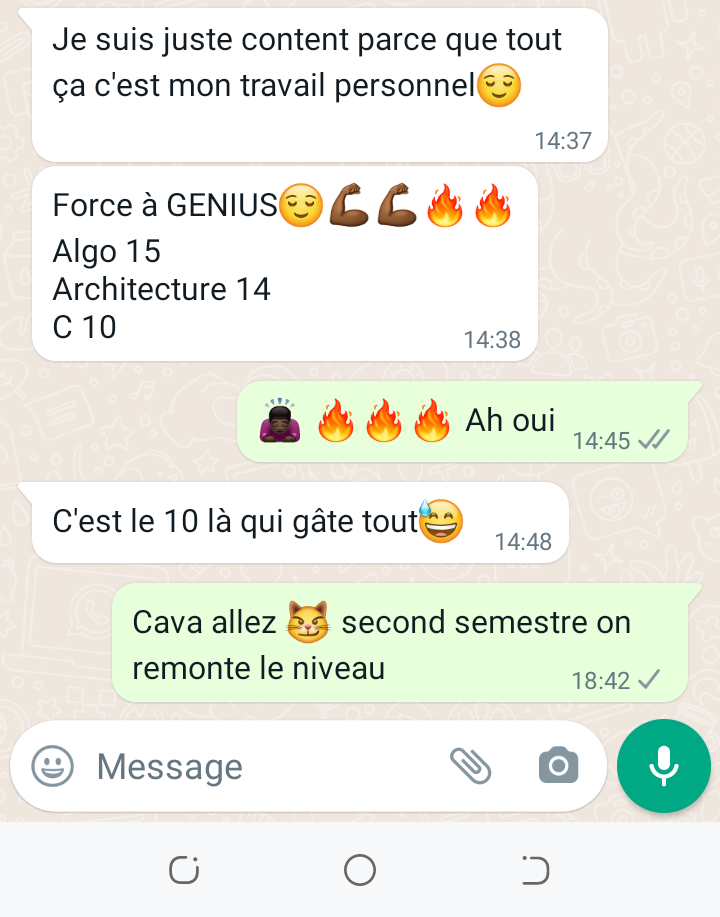 Je suis juste content parce que tout
ça c'est mon travail personnel😌
14:37
Force à GENIUS😌💪🏾💪🏾🔥🔥
Algo 15
Architecture 14
C 10
14:38
🙇🏿‍♀️🔥🔥🔥 Ah oui
14:45
C'est le 10 là qui gâte tout😅
14:48
Cava allez 😼 second semestre on
remonte le niveau
18:42
Message